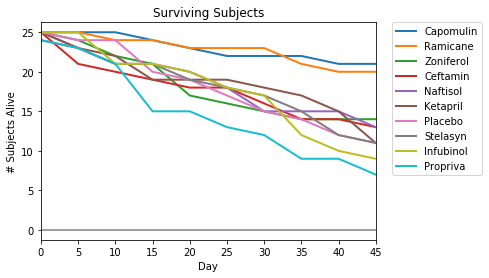 Surviving Subjects
# Subjects Alive
25
20
15
10
5
0
0 5 10 15 20 25 30 35 40 45
Day
Capomulin
Ramicane
Zoniferol
Ceftamin
Naftisol
Ketapril
Placebo
Stelasyn
Infubinol
Propriva